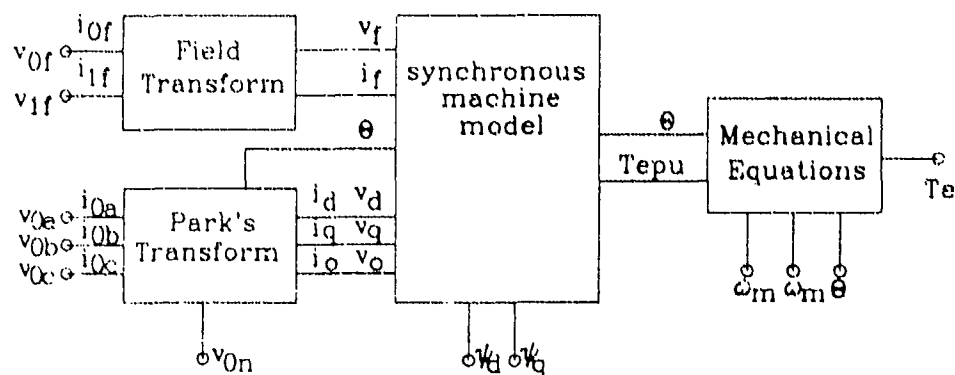 i0f
v0f
i1f
v1f
Field
Transform
vf
if
θ
i0a
v0a
i0b
v0b
i0c
v0c
Park's
Transform
id vd
iq vq
io vo
v0n
synchronous
machine
model
ψd ψq
θ
Tepu
Mechanical
Equations
Te
ωm ωm θ